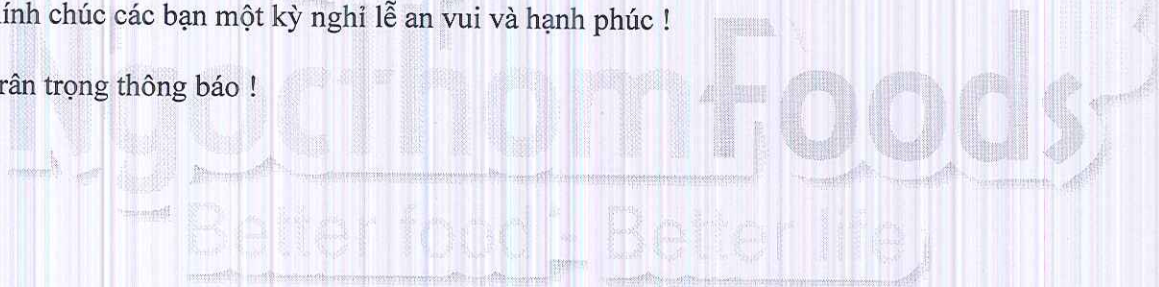 ính chúc các bạn một kỳ nghỉ lễ an vui và hạnh phúc !
rân trọng thông báo !
NgocThomFoods
Better food - Better life